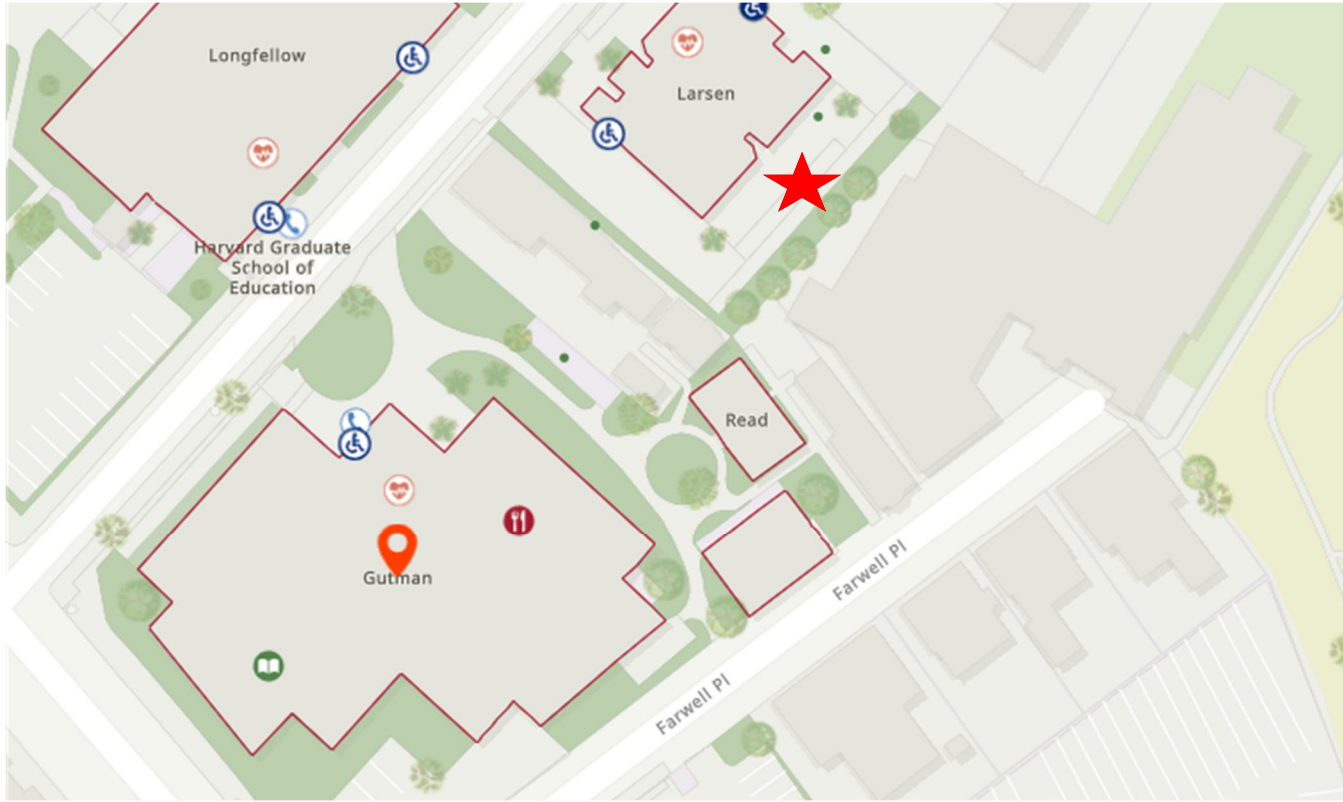 Longfellow
Larsen
Harvard Graduate
School of
Education
Read
Gutman
Farwell Pl
Farwell Pl